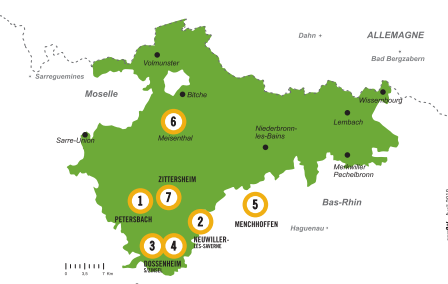 ALLEMAGNE
Dahn
Bad Bergzabern
Volmunster
Sarreguemines
Moselle
Bitche
Wissembourg
6
Lembach
Niederbronn-
les-Bains
Meisenthal
Sarre-Union
Merkwiller
Pechelbronn
ZITTERSHEIM
1
7
5
Bas-Rhin
PETERSBACH
2
MENCHHOFFEN
Haguenau
NEUWILLER-
LES-SAVERNE
3
4
DOSSENHEIM
S/ZINSEL
0
3,5
7 Km